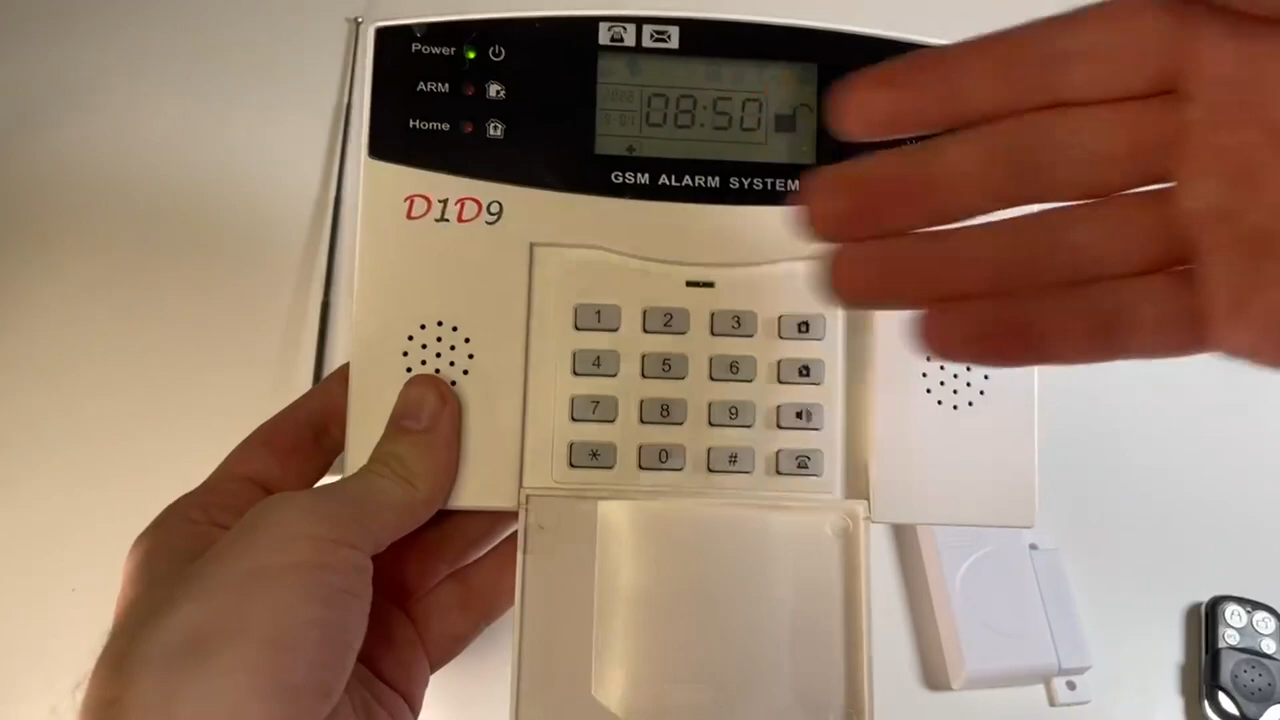 Power
ARM
Home
08:50
GSM ALARM SYSTEM
D1D9
1 2 3
4 5 6
7 8 9
* 0 #